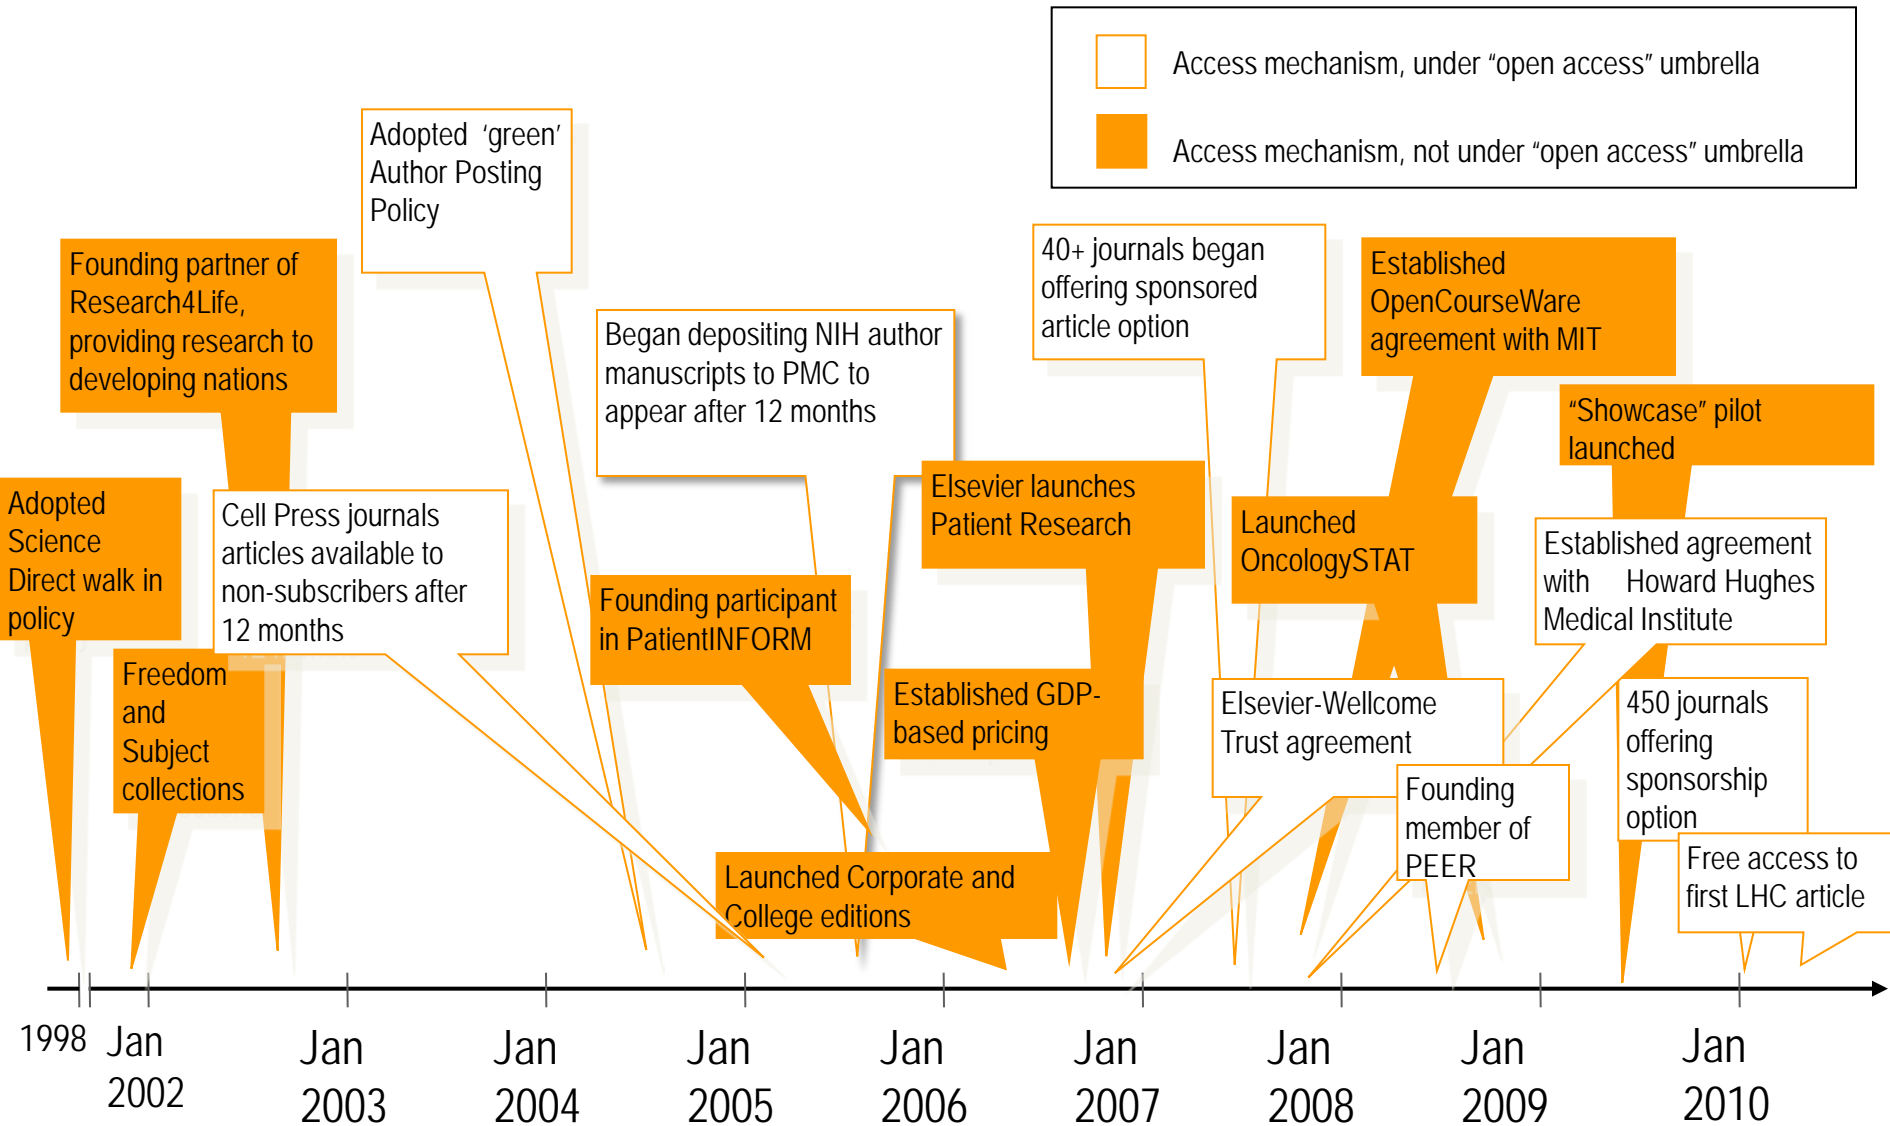 Access mechanism, under “open access” umbrella
Access mechanism, not under “open access” umbrella
Adopted ‘green’
Author Posting
Policy
Founding partner of
Research4Life,
providing research to
developing nations
40+ journals began
offering sponsored
article option
Established
OpenCourseWare
agreement with MIT
Began depositing NIH author
manuscripts to PMC to
appear after 12 months
“Showcase” pilot
launched
Adopted
Science
Direct walk in
policy
Cell Press journals
articles available to
non-subscribers after
12 months
Elsevier launches
Patient Research
Launched
OncologySTAT
Established agreement
with Howard Hughes
Medical Institute
Founding participant
in PatientINFORM
Freedom
and
Subject
collections
Established GDP-
based pricing
Elsevier-Wellcome
Trust agreement
450 journals
offering
sponsorship
option
Founding
member of
PEER
Launched Corporate and
College editions
Free access to
first LHC article
1998
Jan
2002
Jan
2003
Jan
2004
Jan
2005
Jan
2006
Jan
2007
Jan
2008
Jan
2009
Jan
2010